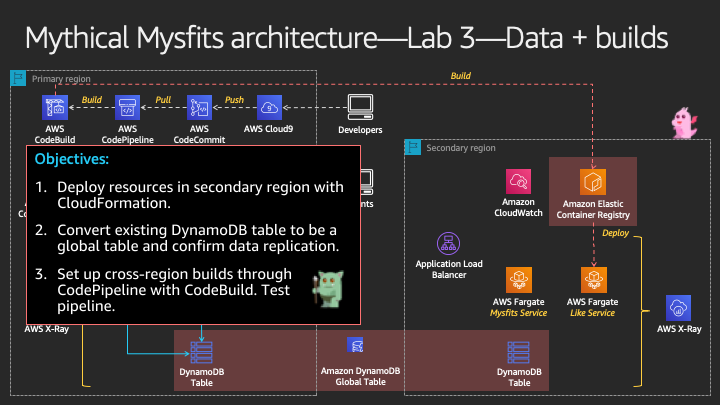 Mythical Mysfits architecture—Lab 3—Data + builds
Primary region
Build
Build
Pull
Push
AWS
CodeBuild
AWS
CodePipeline
AWS
CodeCommit
AWS Cloud9
Developers
Objectives:
1. Deploy resources in secondary region with
CloudFormation.
2. Convert existing DynamoDB table to be a
global table and confirm data replication.
3. Set up cross-region builds through
CodePipeline with CodeBuild. Test
pipeline.
Secondary region
Amazon
CloudWatch
Amazon Elastic
Container Registry
Deploy
Application Load
Balancer
AWS Fargate
Mysfits Service
AWS Fargate
Like Service
AWS X-Ray
AWS X-Ray
DynamoDB
Table
Amazon DynamoDB
Global Table
DynamoDB
Table